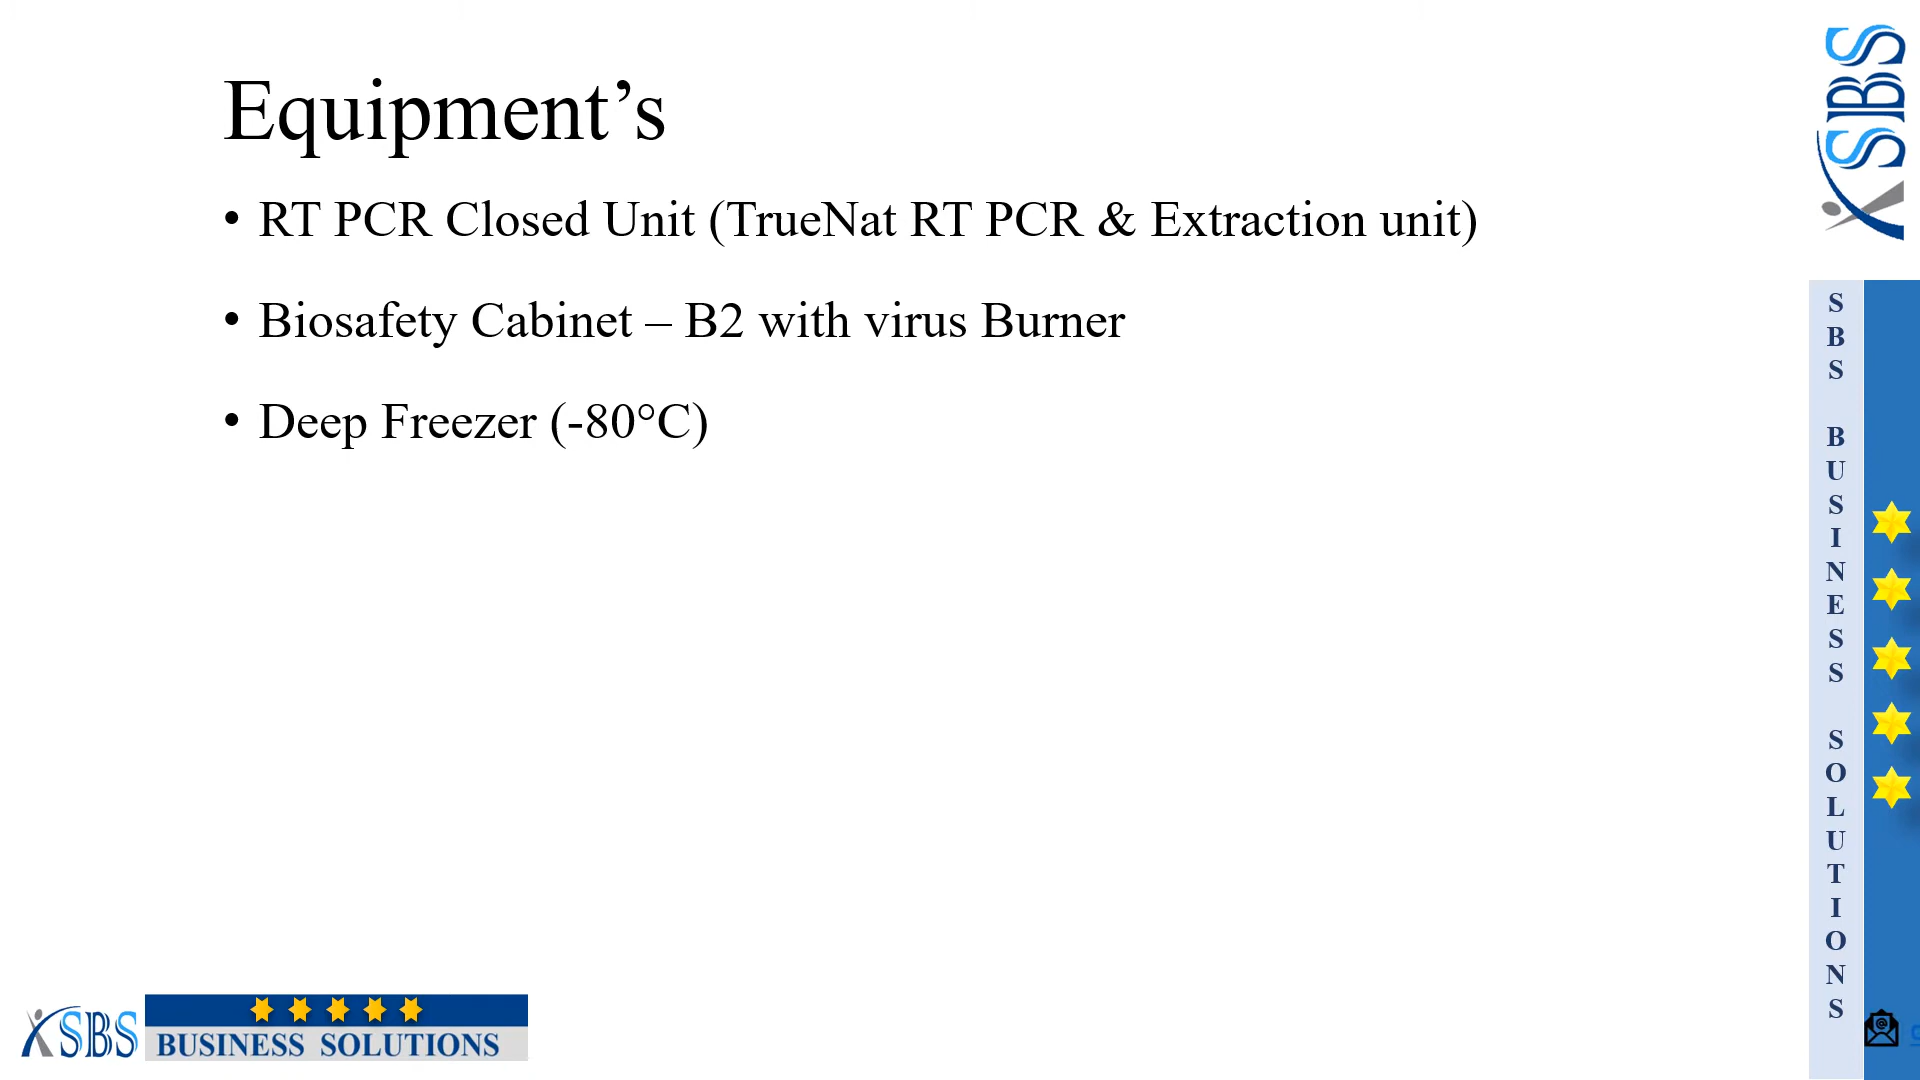 Equipment’s
• RT PCR Closed Unit (TrueNat RT PCR & Extraction unit)
• Biosafety Cabinet – B2 with virus Burner
• Deep Freezer (-80°C)
SBS
SBS BUSINESS SOLUTIONS
SBS
BUSINESS SOLUTIONS